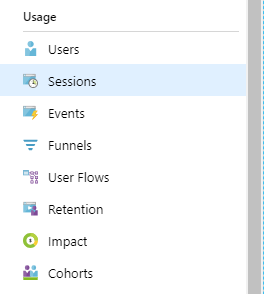 Usage
Users
Sessions
Events
Funnels
User Flows
Retention
Impact
Cohorts